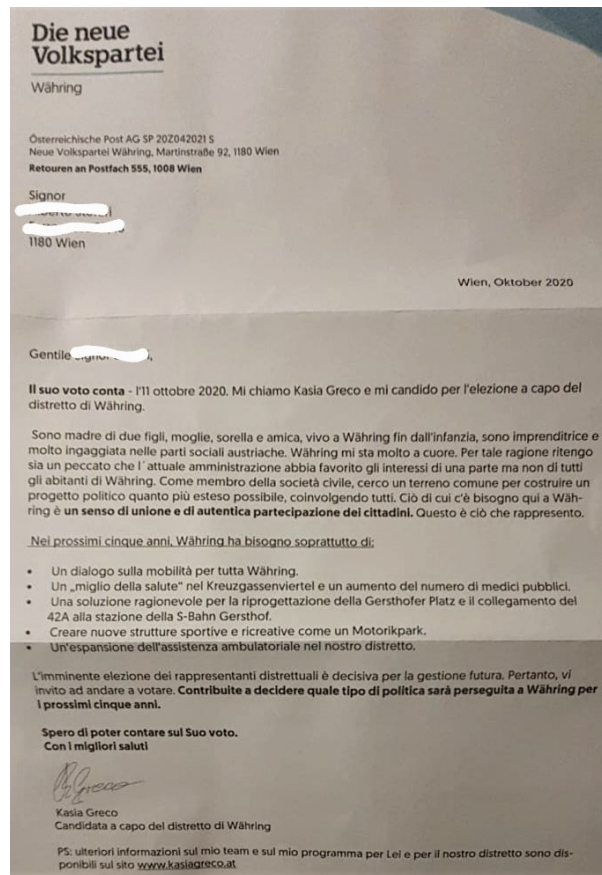 Die neue
Volkspartei
Währing
Österreichische Post AG SP 20Z042021 S
Neue Volkspartei Währing, Martinstraße 92, 1180 Wien
Retouren an Postfach 555, 1008 Wien
Signor
1180 Wien
Wien, Oktober 2020
Gentile
Il suo voto conta - l'11 ottobre 2020. Mi chiamo Kasia Greco e mi candido per l'elezione a capo del
distretto di Währing.
Sono madre di due figli, moglie, sorella e amica, vivo a Währing fin dall'infanzia, sono imprenditrice e
molto ingaggiata nelle parti sociali austriache. Währing mi sta molto a cuore. Per tale ragione ritengo
sia un peccato che l´attuale amministrazione abbia favorito gli interessi di una parte ma non di tutti
gli abitanti di Währing. Come membro della società civile, cerco un terreno comune per costruire un
progetto politico quanto più esteso possibile, coinvolgendo tutti. Ciò di cui c'è bisogno qui a Wäh-
ring è un senso di unione e di autentica partecipazione dei cittadini. Questo è ciò che rappresento.
Nei prossimi cinque anni, Währing ha bisogno soprattutto di:
• Un dialogo sulla mobilità per tutta Währing.
• Un „miglio della salute" nel Kreuzgassenviertel e un aumento del numero di medici pubblici.
• Una soluzione ragionevole per la riprogettazione della Gersthofer Platz e il collegamento del
42A alla stazione della S-Bahn Gersthof.
• Creare nuove strutture sportive e ricreative come un Motorikpark.
• Un'espansione dell'assistenza ambulatoriale nel nostro distretto.
L'imminente elezione dei rappresentanti distrettuali è decisiva per la gestione futura. Pertanto, vi
invito ad andare a votare. Contribuite a decidere quale tipo di politica sarà perseguita a Währing per
i prossimi cinque anni.
Spero di poter contare sul Suo voto.
Con i migliori saluti
Kasia Greco
Candidata a capo del distretto di Währing
PS: ulteriori informazioni sul mio team e sul mio programma per Lei e per il nostro distretto sono dis-
ponibili sul sito www.kasiagreco.at